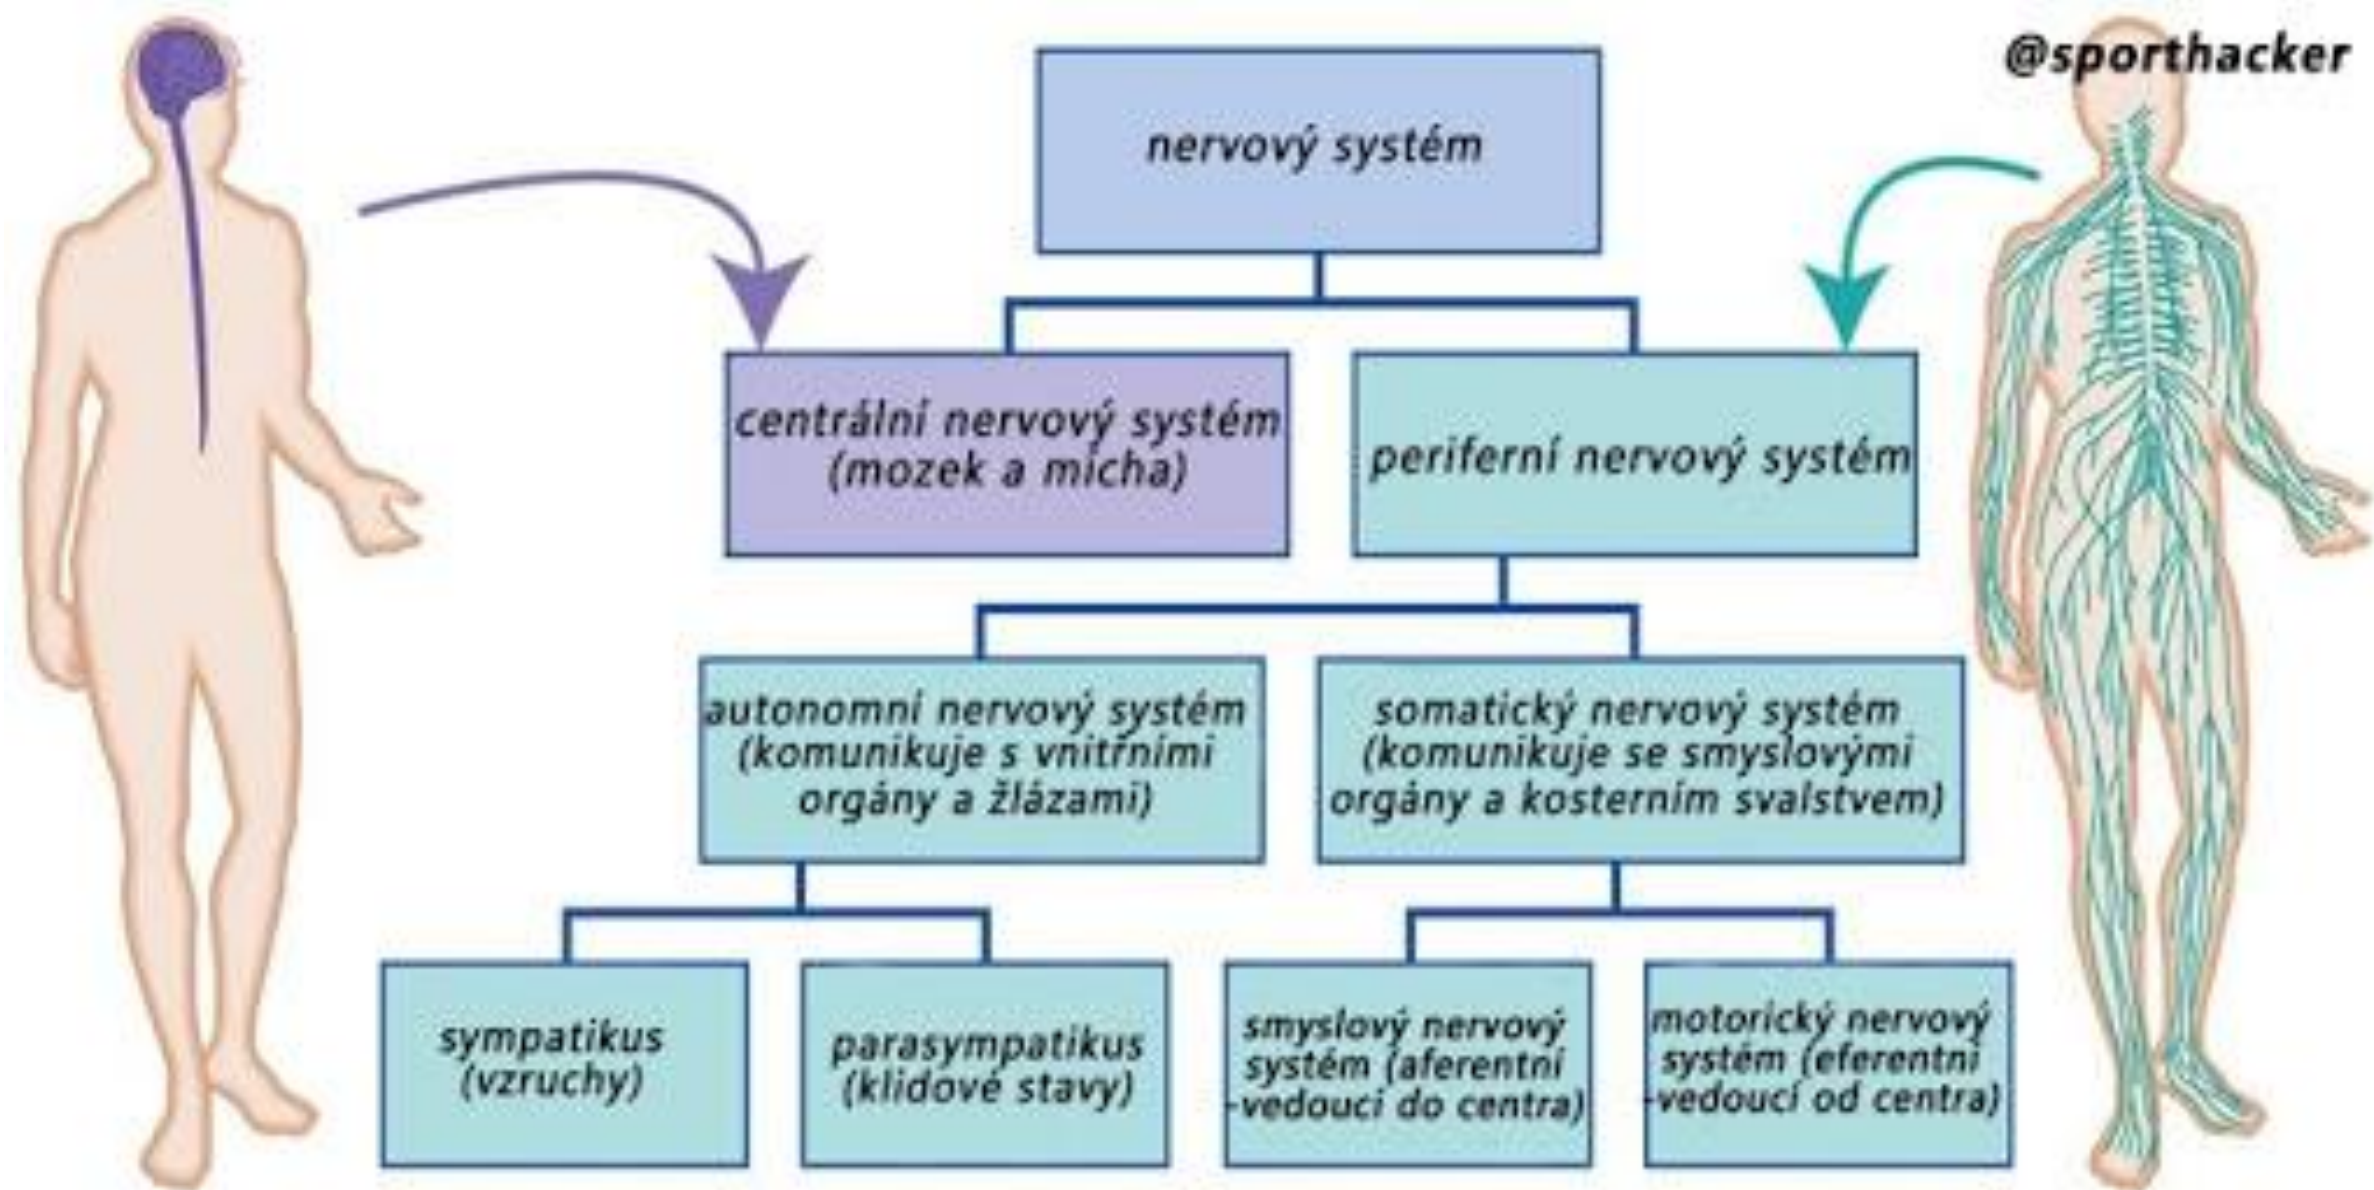 @sporthacker
nervový systém
centrální nervový systém
(mozek a mícha)
periferní nervový systém
autonomní nervový systém
(komunikuje s vnitřními
orgány a žlázami)
somatický nervový systém
(komunikuje se smyslovými
orgány a kosterním svalstvem)
sympatikus
(vzruchy)
parasympatikus
(klidové stavy)
smyslový nervový
systém (aferentní
-vedoucí do centra)
motorický nervový
systém (eferentní
-vedoucí od centra)